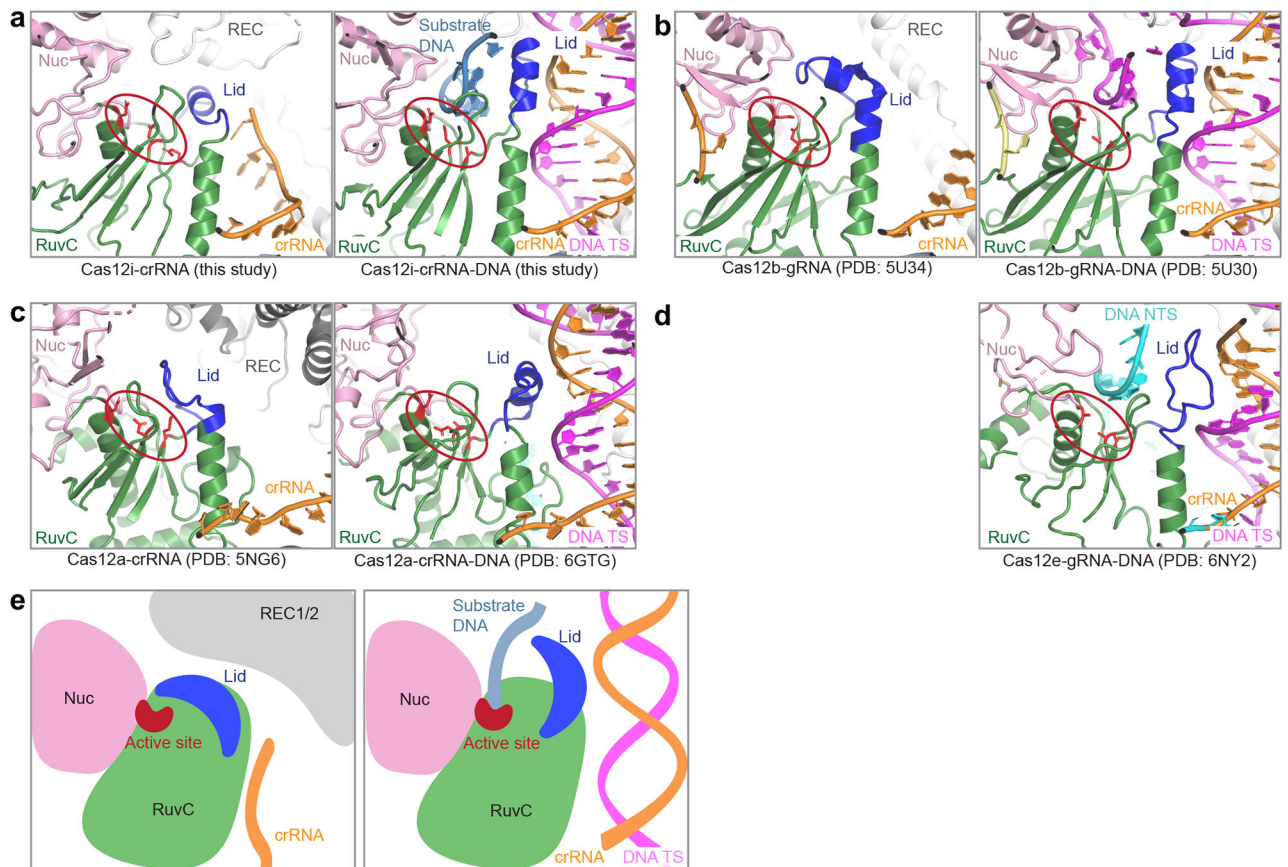 a
REC
Nuc
Lid
RuvC
crRNA
Cas12i-crRNA (this study)
Substrate
DNA
Nuc
Lid
RuvC
crRNA
DNA TS
Cas12i-crRNA-DNA (this study)
b
REC
Nuc
Lid
RuvC
crRNA
Cas12b-gRNA (PDB: 5U34)
Nuc
Lid
RuvC
crRNA
DNA TS
Cas12b-gRNA-DNA (PDB: 5U30)
c
Nuc
REC
Lid
crRNA
RuvC
Cas12a-crRNA (PDB: 5NG6)
Nuc
Lid
RuvC
crRNA
DNA TS
Cas12a-crRNA-DNA (PDB: 6GTG)
d
DNA NTS
Nuc
Lid
crRNA
RuvC
DNA TS
Cas12e-gRNA-DNA (PDB: 6NY2)
e
REC1/2
Lid
Nuc
Active site
RuvC
crRNA
Substrate
DNA
Lid
Nuc
Active site
RuvC
crRNA
DNA TS